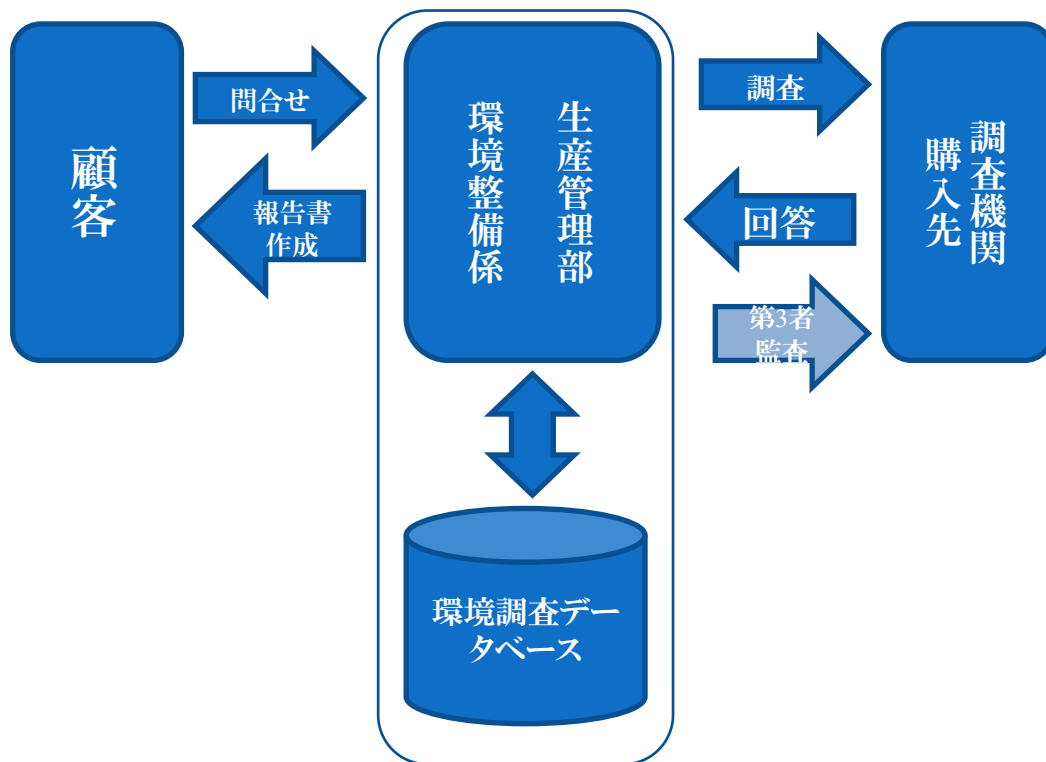 顧客
問合せ
報告書
作成
生産管理部
環境整備係
調査
回答
第3者
監査
調査機関
購入先
環境調査デー
タベース